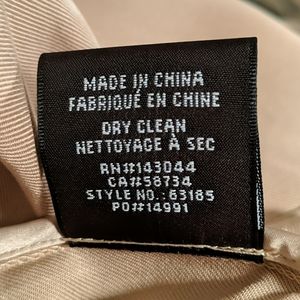 MADE IN CHINA
FABRIQUÉ EN CHINE
DRY CLEAN
NETTOYAGE À SEC
RN#143044
CA#58734
STYLE NO.: 63185
PO#14991